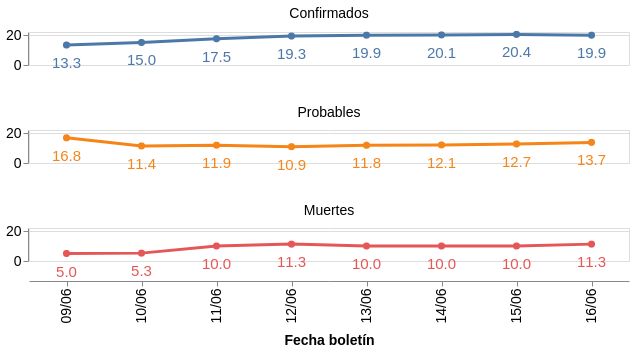 Confirmados
20
0
13.3 15.0 17.5 19.3 19.9 20.1 20.4 19.9
Probables
20
0
16.8 11.4 11.9 10.9 11.8 12.1 12.7 13.7
Muertes
20
0
5.0 5.3 10.0 11.3 10.0 10.0 10.0 11.3
09/06 10/06 11/06 12/06 13/06 14/06 15/06 16/06
Fecha boletín